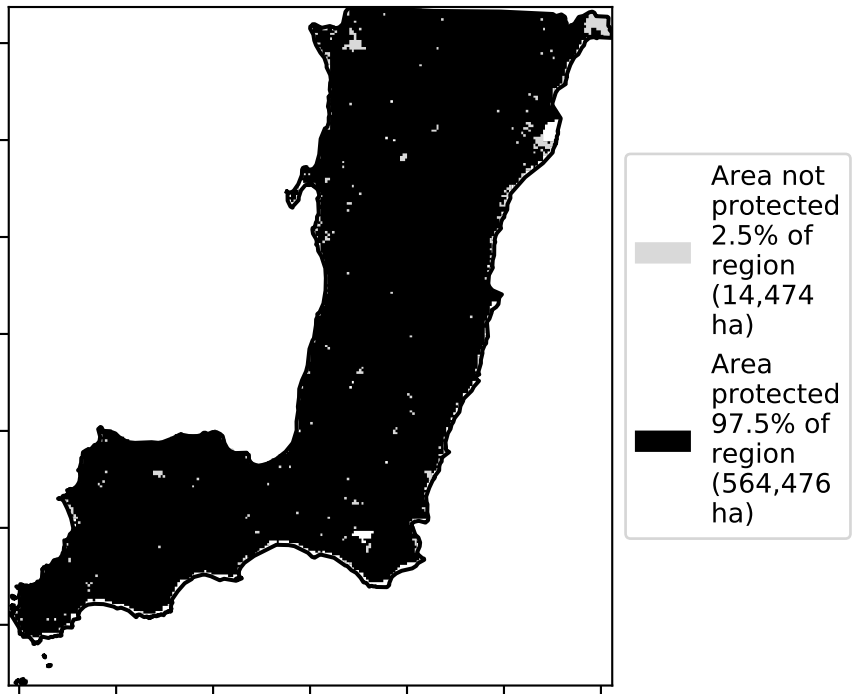 Area not
protected
2.5% of
region
(14,474
ha)
Area
protected
97.5% of
region
(564,476
ha)